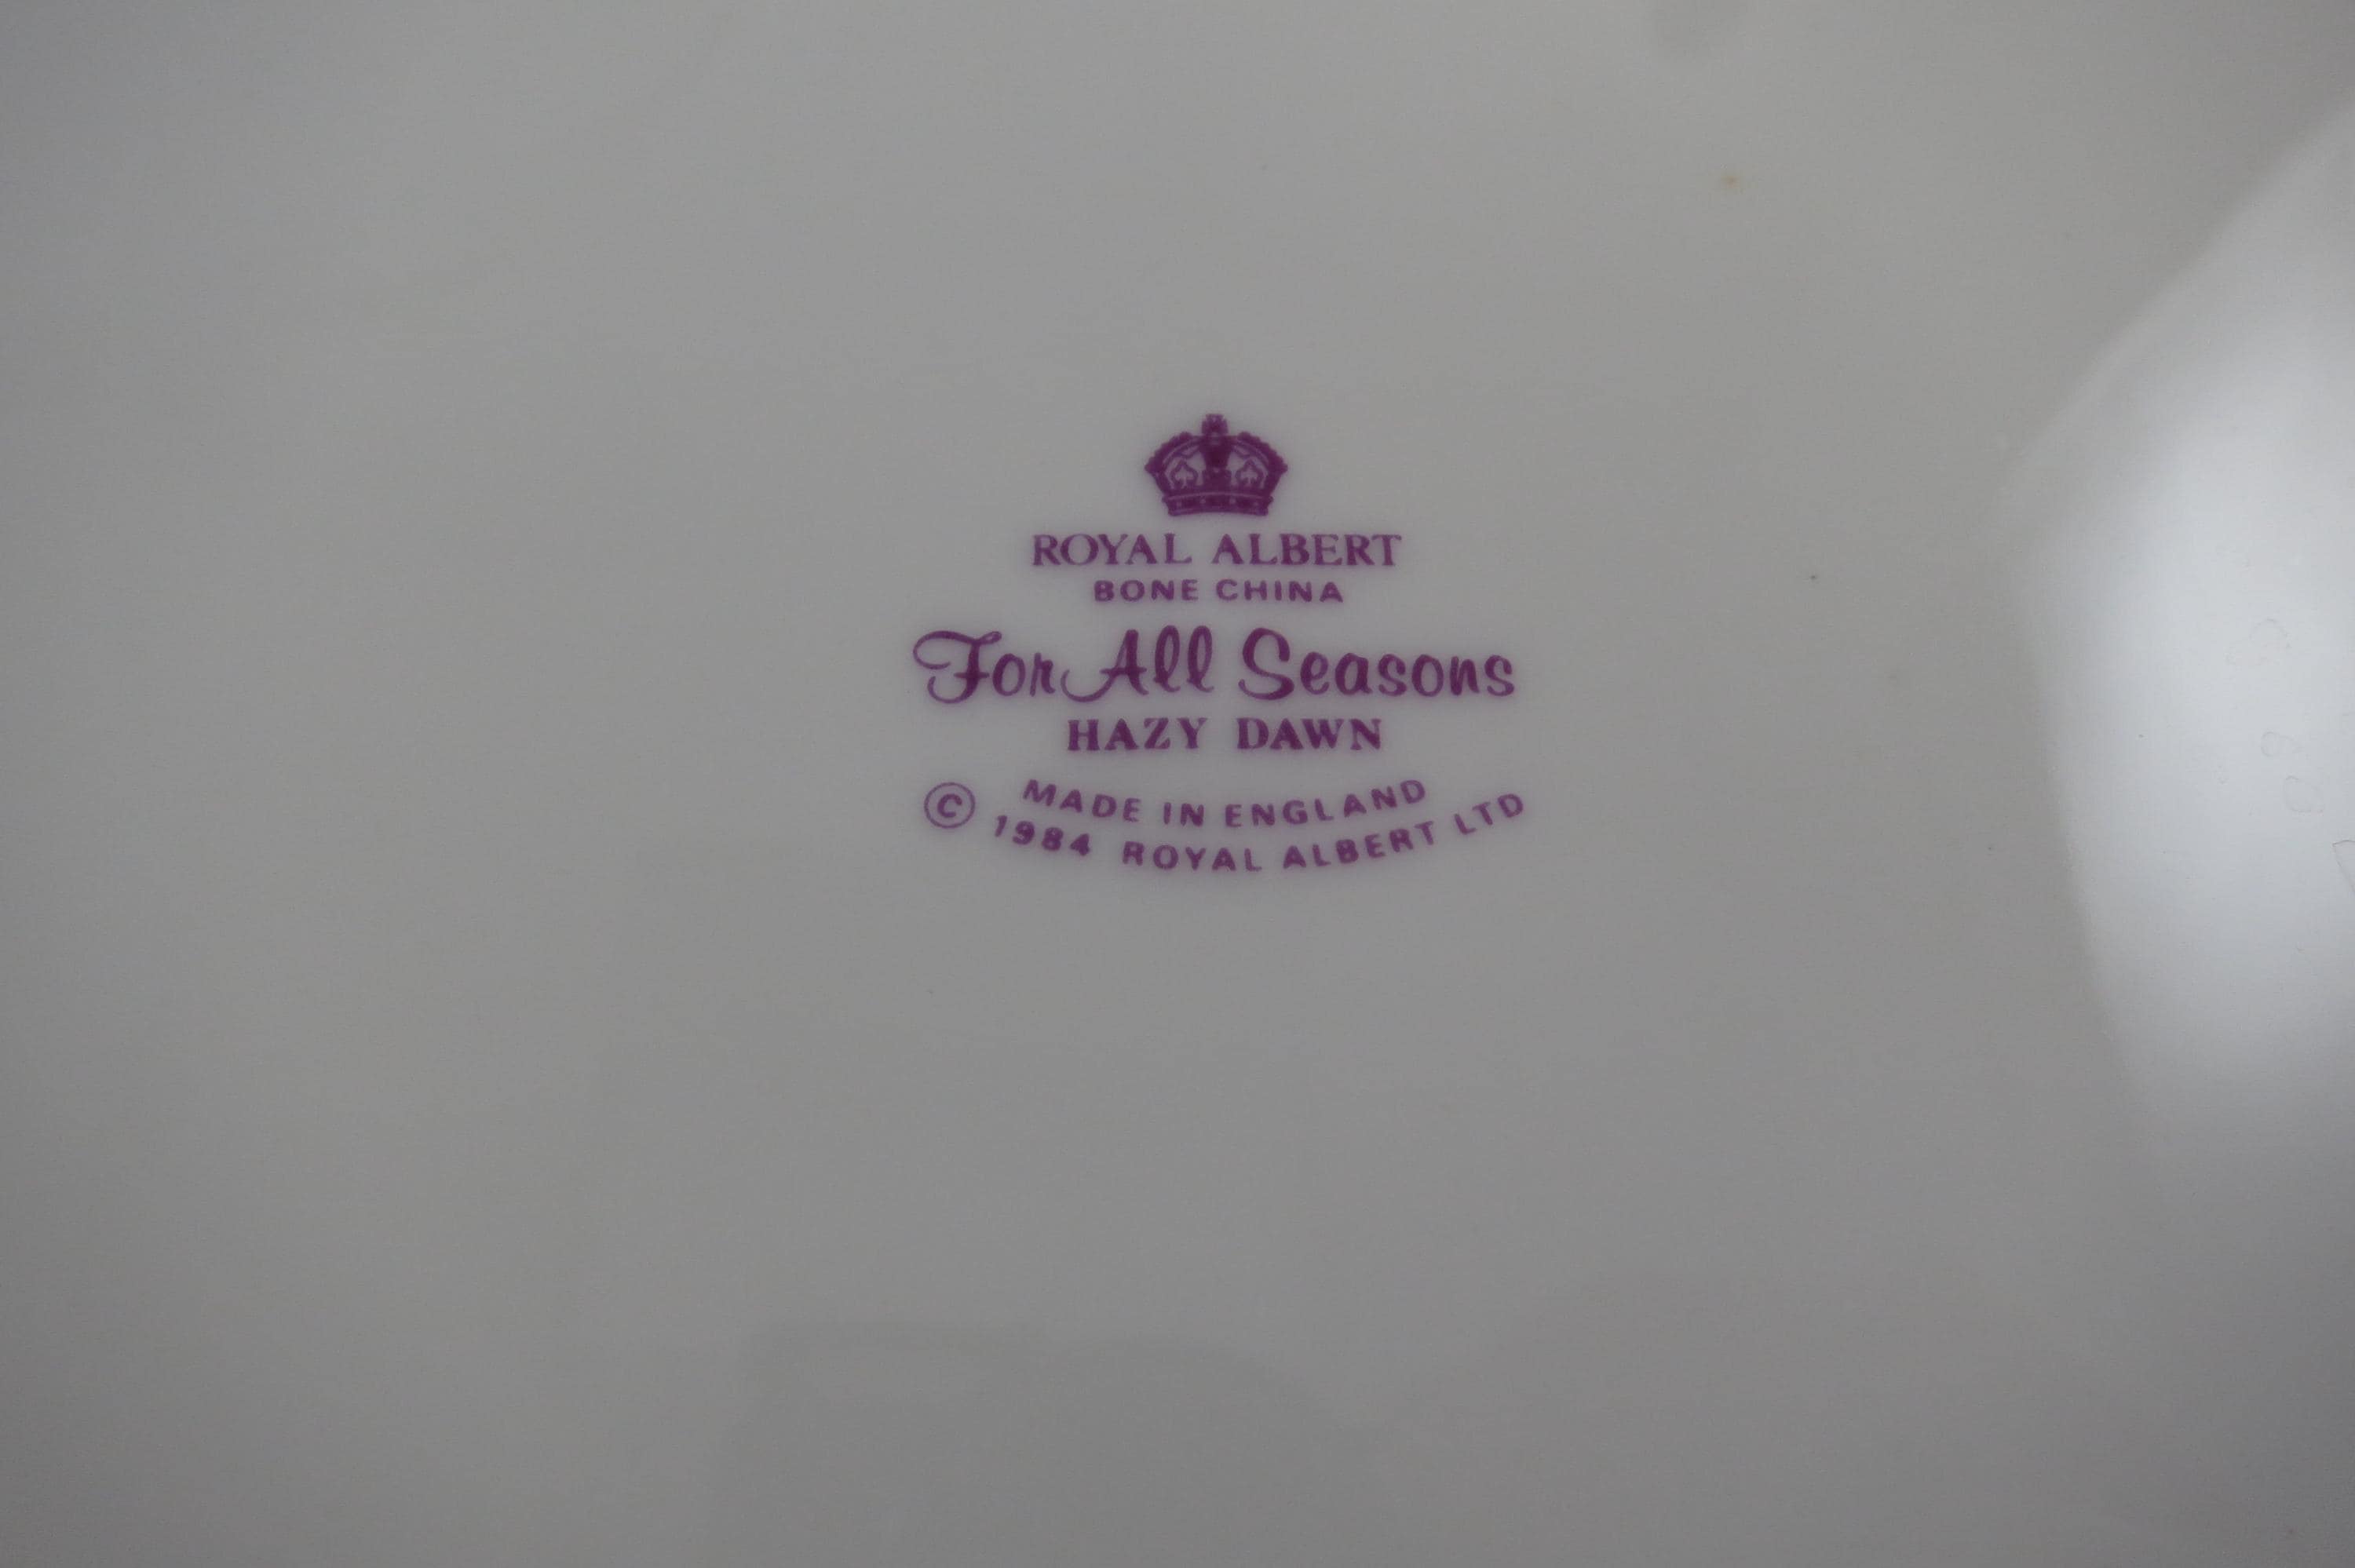 ROYAL ALBERT
BONE CHINA
For All Seasons
HAZY DAWN
MADE IN ENGLAND
© 1984 ROYAL ALBERT LTD